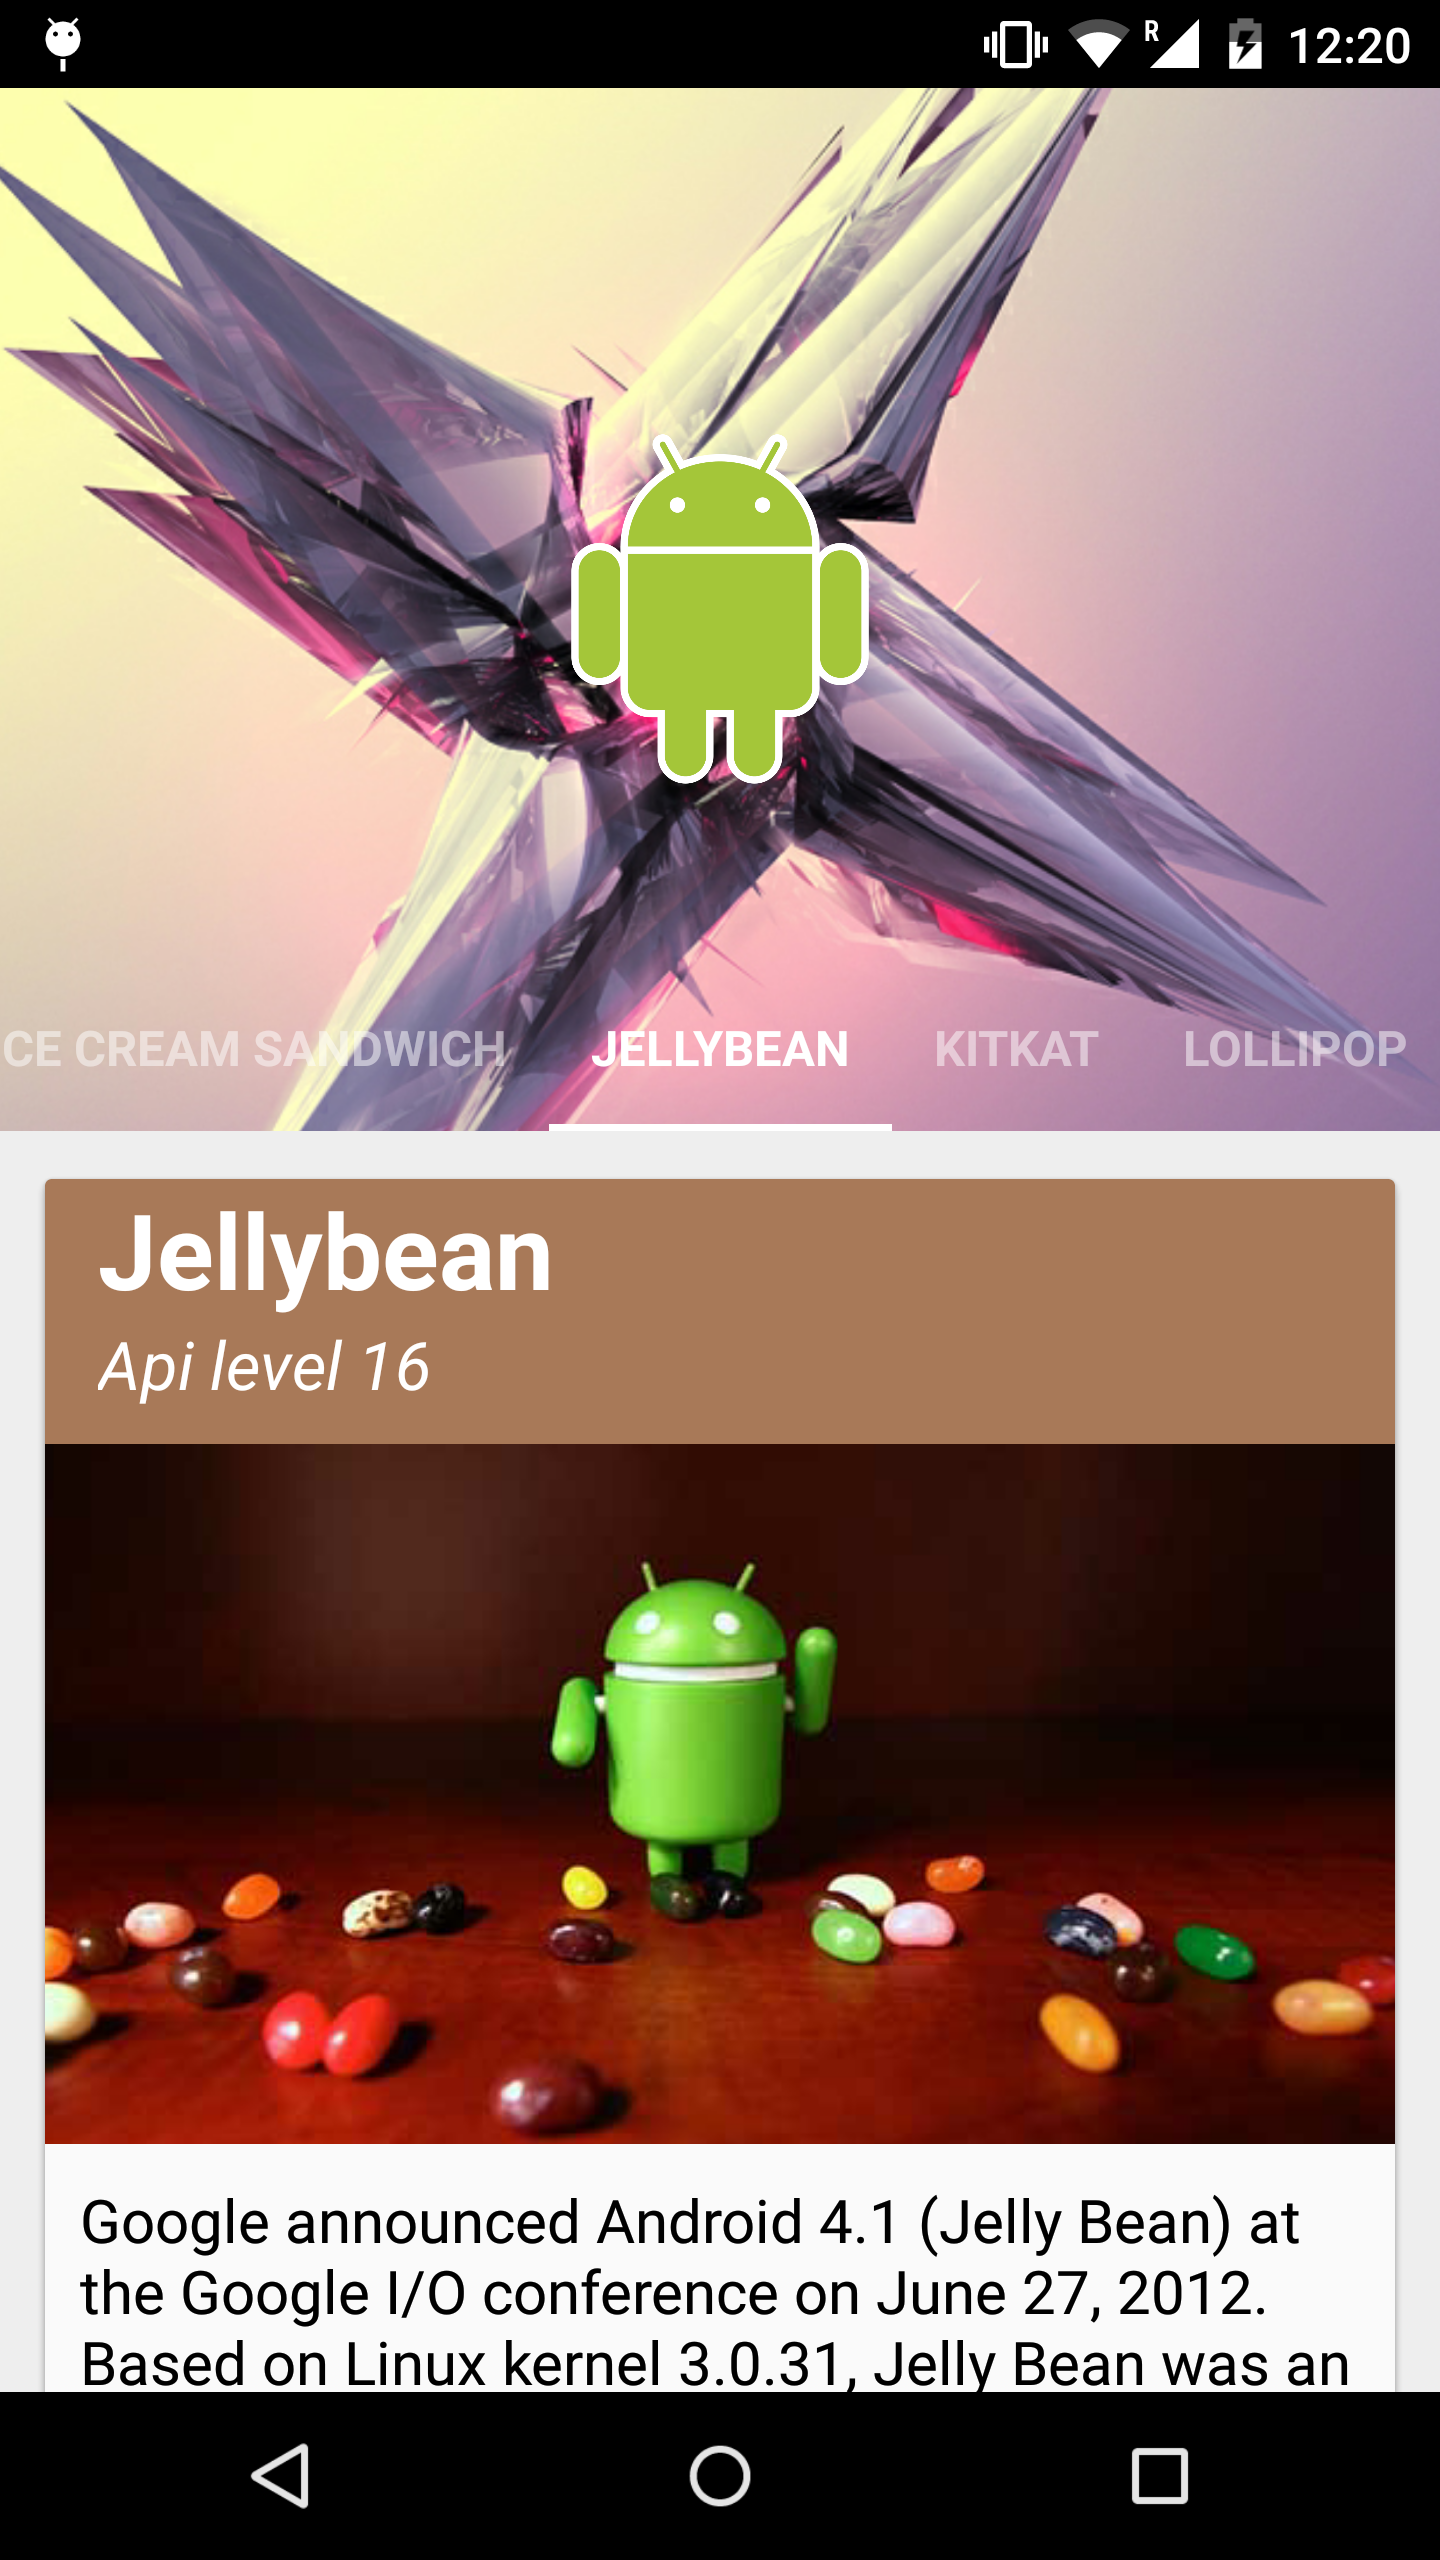 R 12:20
CE CREAM SANDWICH JELLYBEAN KITKAT LOLLIPOP
Jellybean
Api level 16
Google announced Android 4.1 (Jelly Bean) at
the Google I/O conference on June 27, 2012.
Based on Linux kernel 3.0.31, Jelly Bean was an